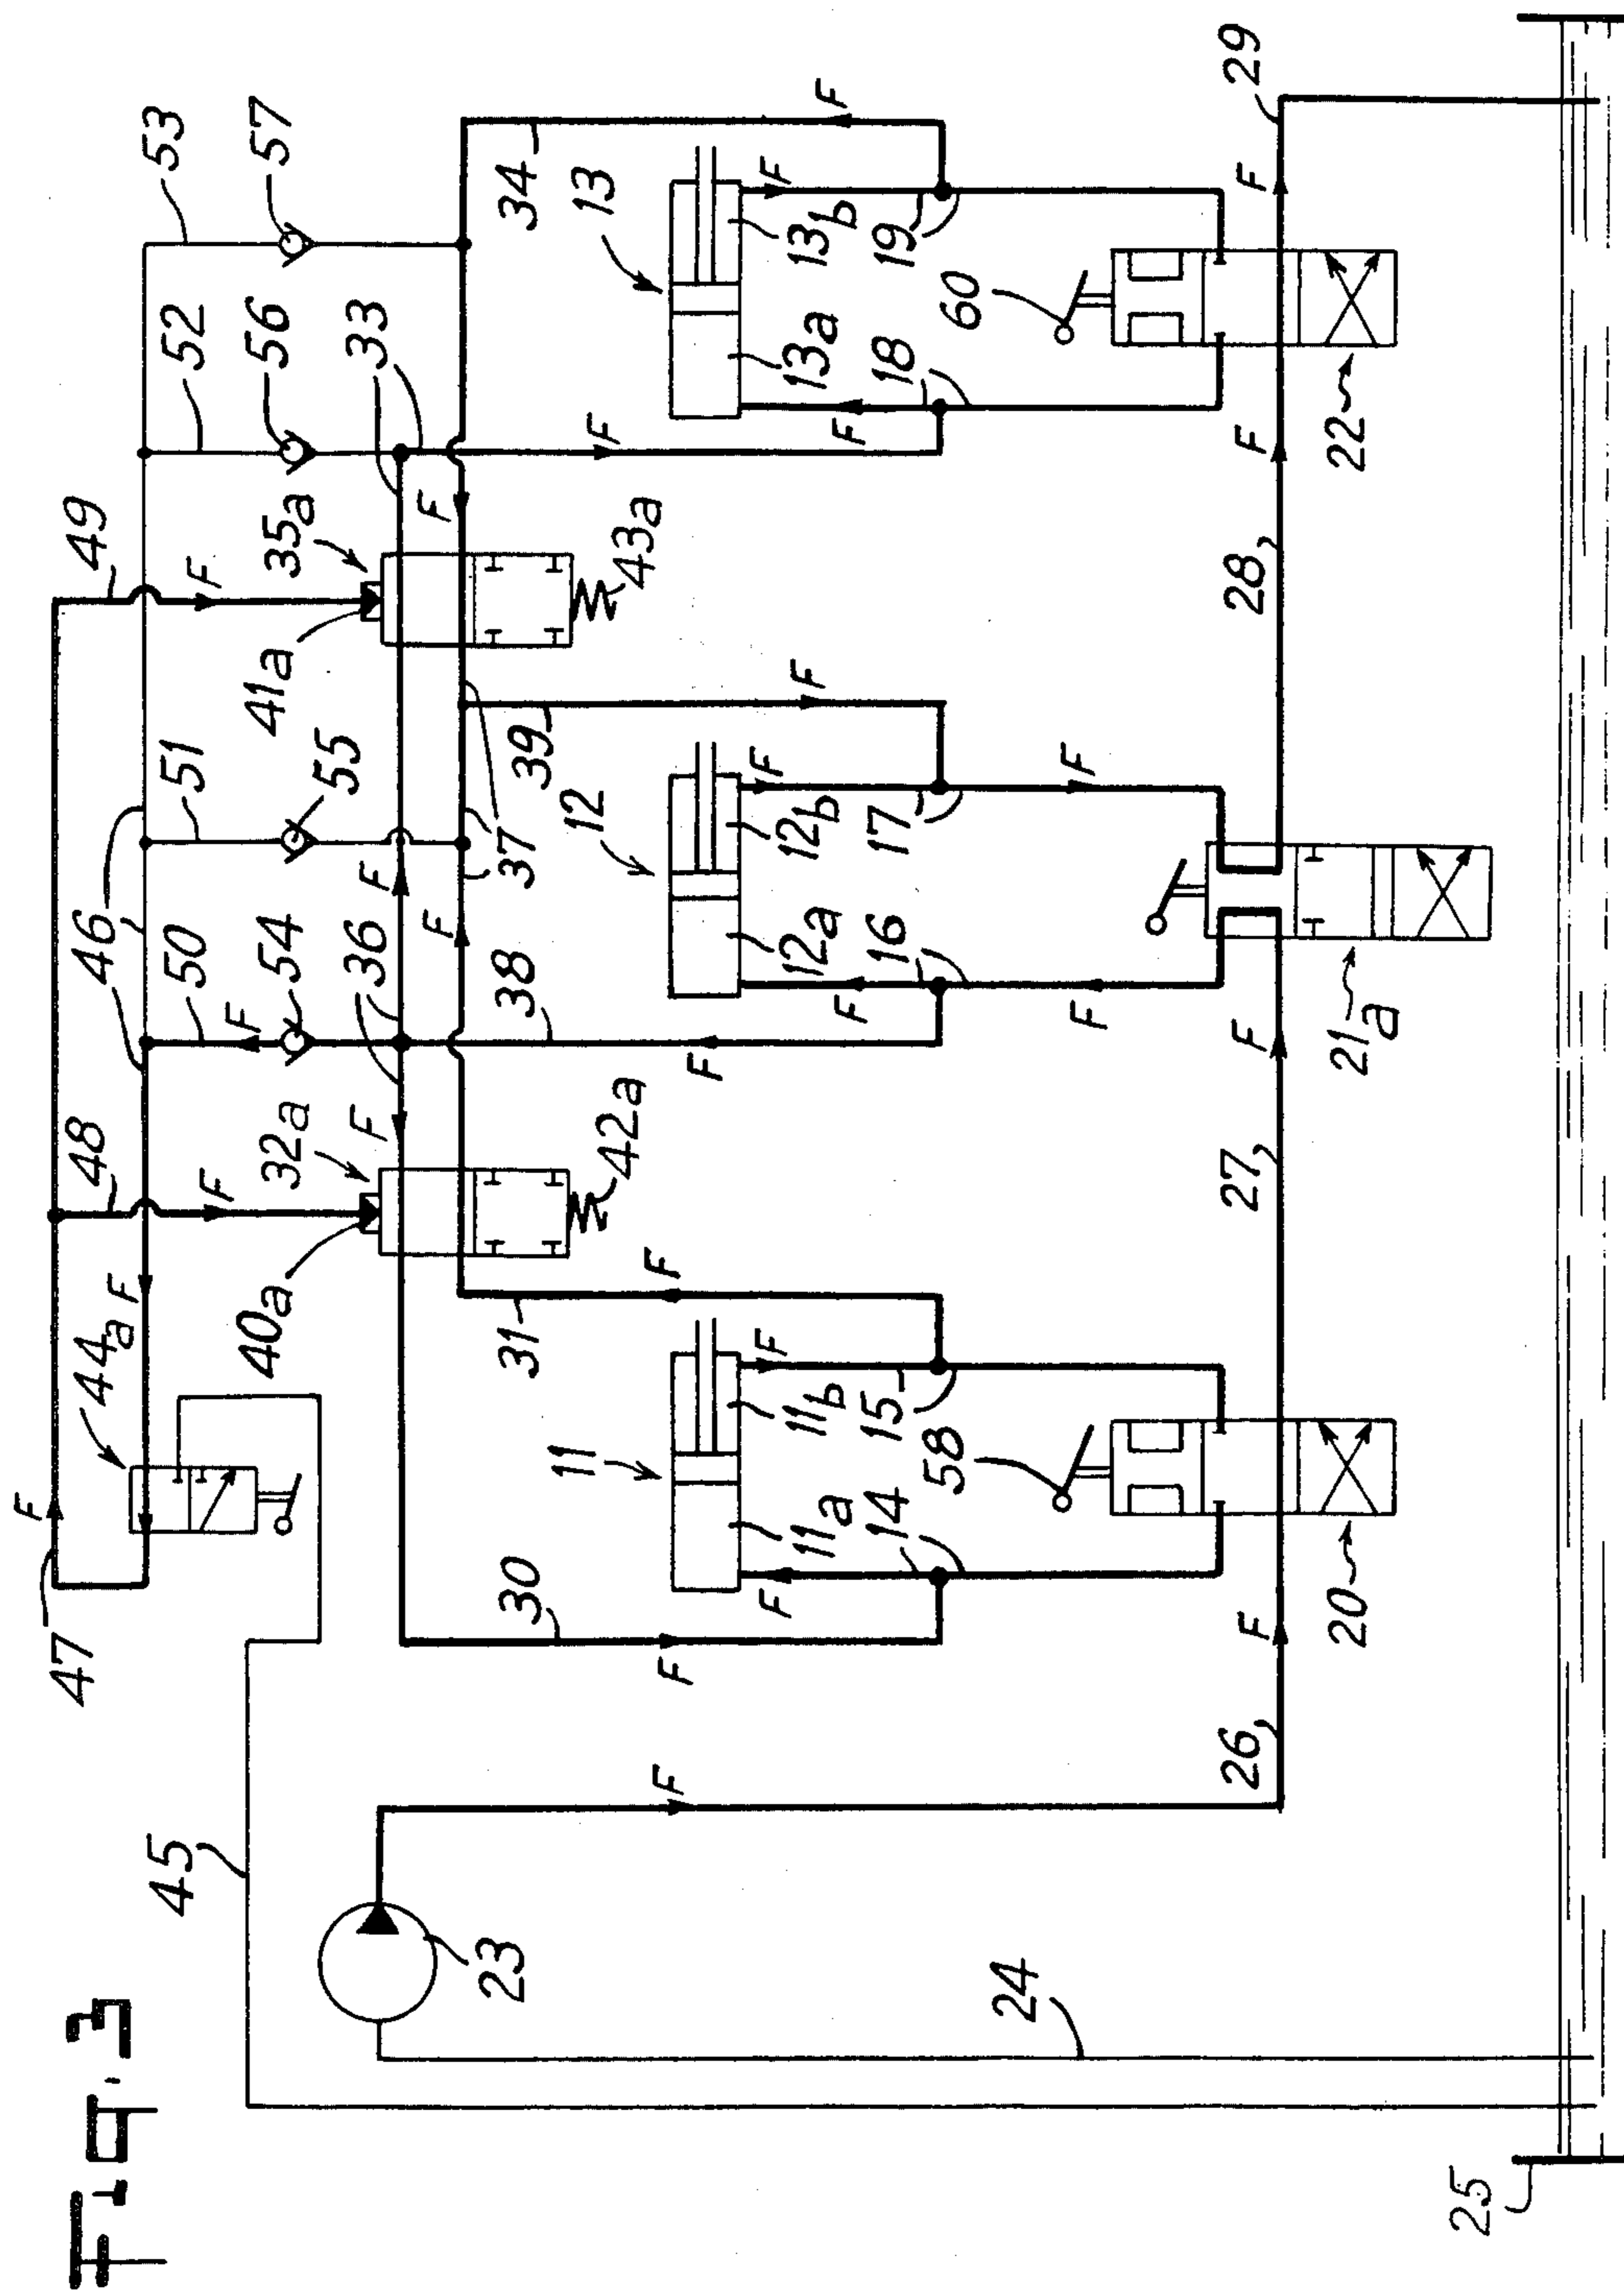 Fig. 3
47
F
48
49
44a
F
46
45
50
51
52
53
F
F
F
40a
32a
54
55
41a
35a
56
57
F
36
F
33
F
F
23
31
38
37
39
34
30
11
42a
12
43a
13
F
F
F
F
F
F
F
F
F
F
F
11a
11b
12a
12b
13a
13b
F
F
14
15
16
17
18
19
58
60
24
F
F
26
F
27
F
28
F
F
29
20
21a
22
25